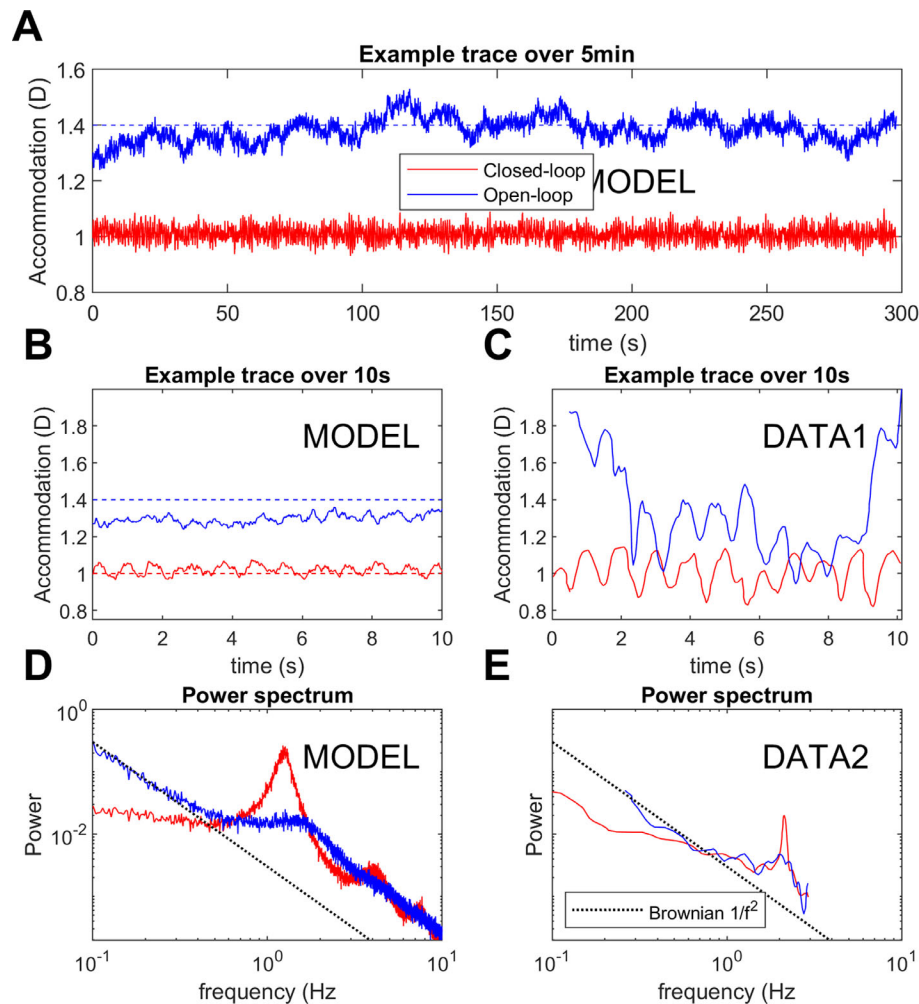 A
Example trace over 5min
Accommodation (D)
1.6
1.4
1.2
1
0.8
Closed-loop
Open-loop
MODEL
0 50 100 150 200 250 300
time (s)
B
Example trace over 10s
Accommodation (D)
1.8
1.6
1.4
1.2
1
0.8
MODEL
0 2 4 6 8 10
time (s)
C
Example trace over 10s
Accommodation (D)
1.8
1.6
1.4
1.2
1
0.8
DATA1
0 2 4 6 8 10
time (s)
D
Power spectrum
Power
10^0
10^-2
MODEL
10^-1 10^0 10^1
frequency (Hz
E
Power spectrum
Power
DATA2
Brownian 1/f^2
10^-1 10^0 10^1
frequency (Hz